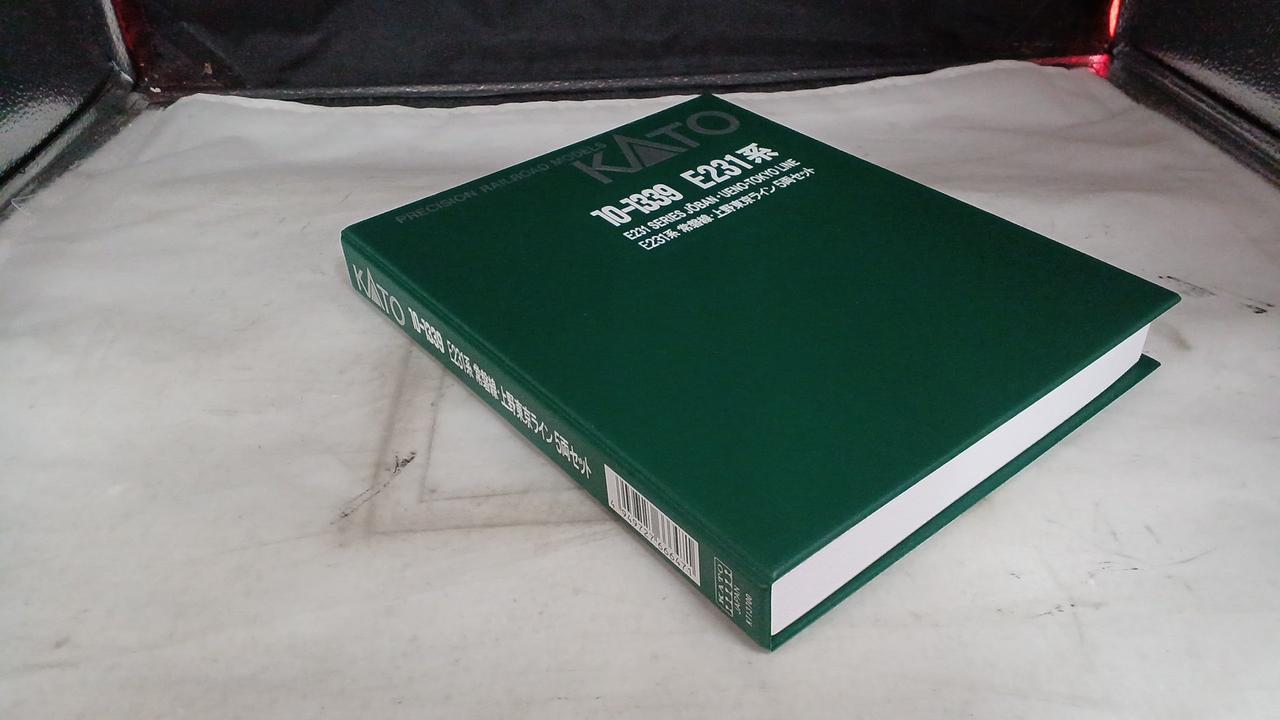 PRECISION RAILROAD MODELS
KATO
10-1339 E231系
E231 SERIES JŌBAN・UENO-TOKYO LINE
E231系 常磐線・上野東京ライン 5両セット
KATO 10-1339 E231系 常磐線・上野東京ライン 5両セット
4 949727 666471
KATO
JAPAN